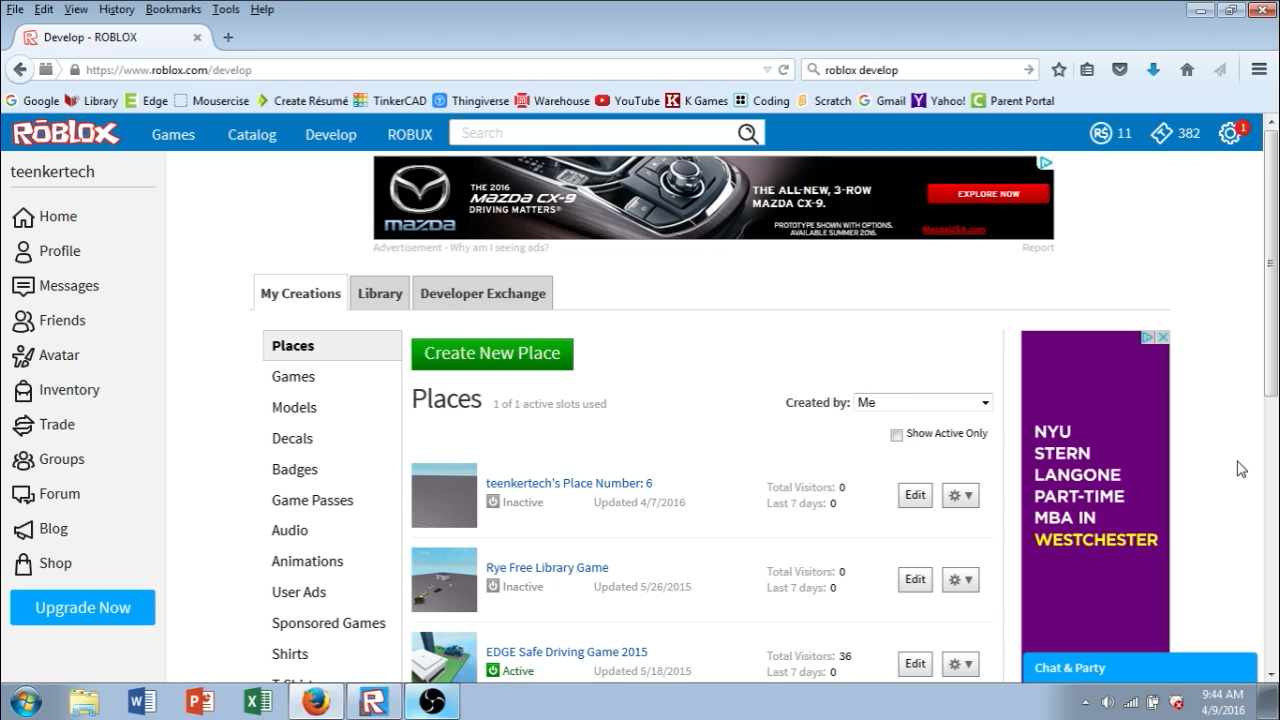 File Edit View History Bookmarks Tools Help
Develop - ROBLOX
https://www.roblox.com/develop
roblox develop
Google Library Edge Mousercise Create Résumé TinkerCAD Thingiverse Warehouse YouTube K Games Coding Scratch Gmail Yahoo! Parent Portal
ROBLOX Games Catalog Develop ROBUX Search R$ 11 382 1
teenkertech
Home
Profile
Messages
Friends
Avatar
Inventory
Trade
Groups
Forum
Blog
Shop
Upgrade Now
mazda
THE 2016
MAZDA CX-9
DRIVING MATTERS®
THE ALL-NEW, 3-ROW
MAZDA CX-9.
PROTOTYPE SHOWN WITH OPTIONS.
AVAILABLE SUMMER 2016.
EXPLORE NOW
MazdaUSA.com
Advertisement - Why am I seeing ads? Report
My Creations Library Developer Exchange
Places
Games
Models
Decals
Badges
Game Passes
Audio
Animations
User Ads
Sponsored Games
Shirts
Create New Place
Places 1 of 1 active slots used
Created by: Me
Show Active Only
teenkertech's Place Number: 6
Inactive Updated 4/7/2016
Total Visitors: 0
Last 7 days: 0
Edit
Rye Free Library Game
Inactive Updated 5/26/2015
Total Visitors: 0
Last 7 days: 0
Edit
EDGE Safe Driving Game 2015
Active Updated 5/18/2015
Total Visitors: 36
Last 7 days: 0
Edit
NYU
STERN
LANGONE
PART-TIME
MBA IN
WESTCHESTER
Chat & Party
9:44 AM
4/9/2016